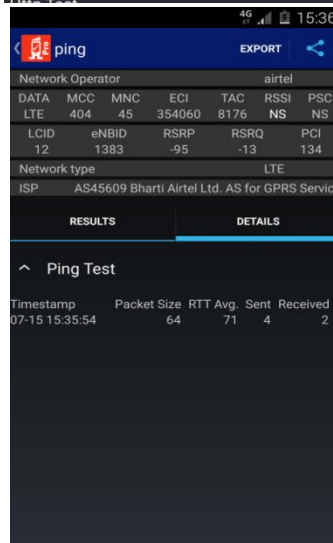 4G 15:36
Pro ping EXPORT
Network Operator airtel
DATA MCC MNC ECI TAC RSSI PSC
LTE 404 45 354060 8176 NS NS
LCID eNBID RSRP RSRQ PCI
12 1383 -95 -13 134
Network type LTE
ISP AS45609 Bharti Airtel Ltd. AS for GPRS Servic
RESULTS DETAILS
Ping Test
Timestamp Packet Size RTT Avg. Sent Received
07-15 15:35:54 64 71 4 2